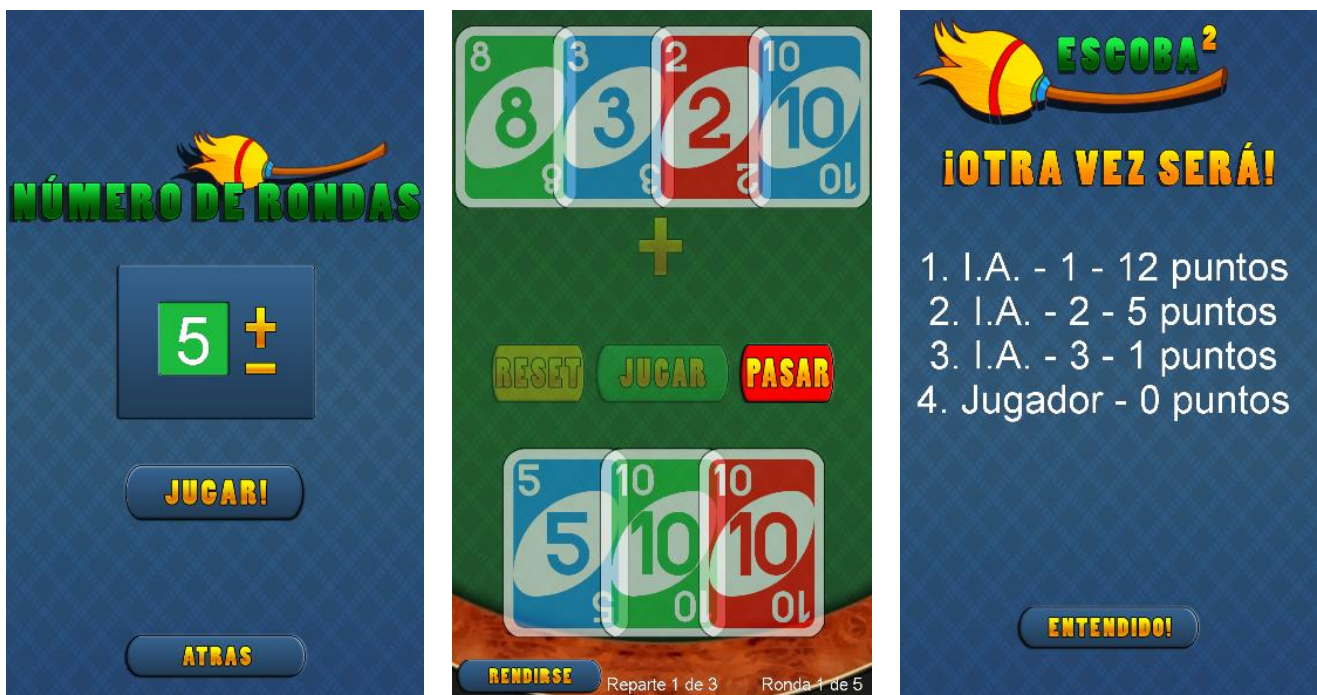 NÚMERO DE RONDAS
5
+
-
JUGAR!
ATRAS
8 3 2 10
8 3 2 10
8 3 2 10
+
RESET JUGAR PASAR
5 10 10
5 10 10
5 10 10
RENDIRSE Reparte 1 de 3 Ronda 1 de 5
ESCOBA²
¡OTRA VEZ SERÁ!
1. I.A. - 1 - 12 puntos
2. I.A. - 2 - 5 puntos
3. I.A. - 3 - 1 puntos
4. Jugador - 0 puntos
ENTENDIDO!